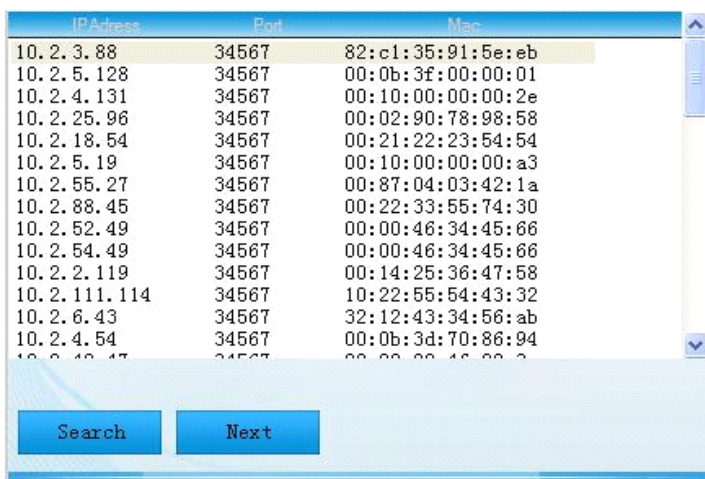 IPAdress Port Mac
10.2.3.88 34567 82:c1:35:91:5e:eb
10.2.5.128 34567 00:0b:3f:00:00:01
10.2.4.131 34567 00:10:00:00:00:2e
10.2.25.96 34567 00:02:90:78:98:58
10.2.18.54 34567 00:21:22:23:54:54
10.2.5.19 34567 00:10:00:00:00:a3
10.2.55.27 34567 00:87:04:03:42:1a
10.2.88.45 34567 00:22:33:55:74:30
10.2.52.49 34567 00:00:46:34:45:66
10.2.54.49 34567 00:00:46:34:45:66
10.2.2.119 34567 00:14:25:36:47:58
10.2.111.114 34567 10:22:55:54:43:32
10.2.6.43 34567 32:12:43:34:56:ab
10.2.4.54 34567 00:0b:3d:70:86:94
Search Next